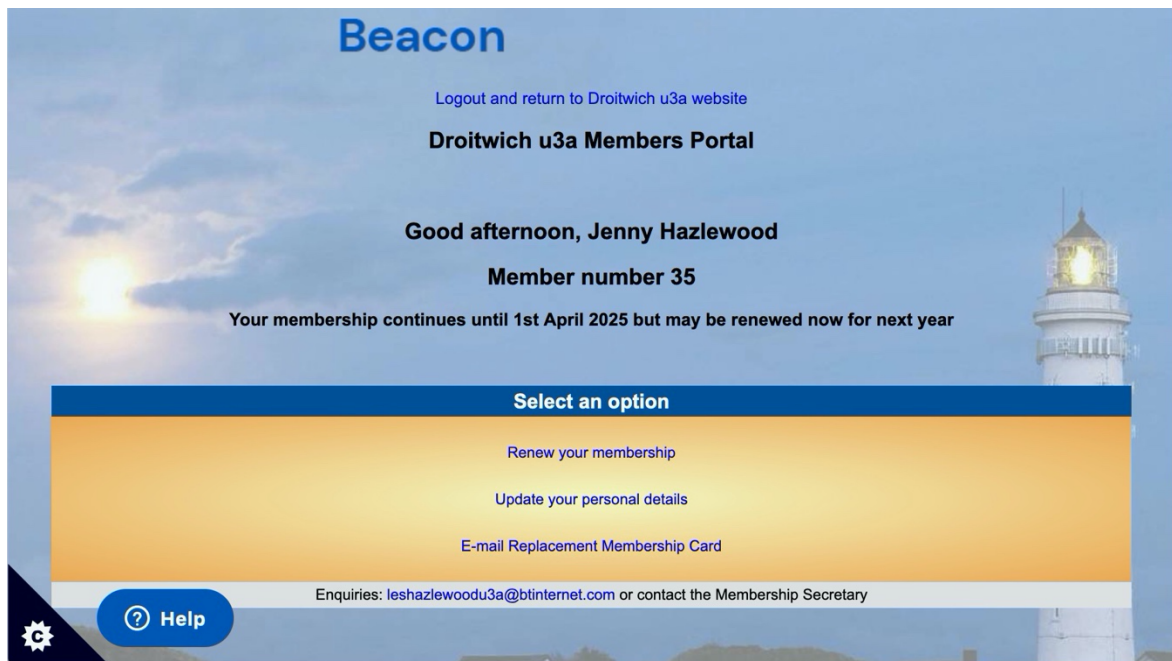 Beacon
Logout and return to Droitwich u3a website
Droitwich u3a Members Portal
Good afternoon, Jenny Hazlewood
Member number 35
Your membership continues until 1st April 2025 but may be renewed now for next year
Select an option
Renew your membership
Update your personal details
E-mail Replacement Membership Card
Enquiries: leshazlewoodu3a@btinternet.com or contact the Membership Secretary
? Help
C